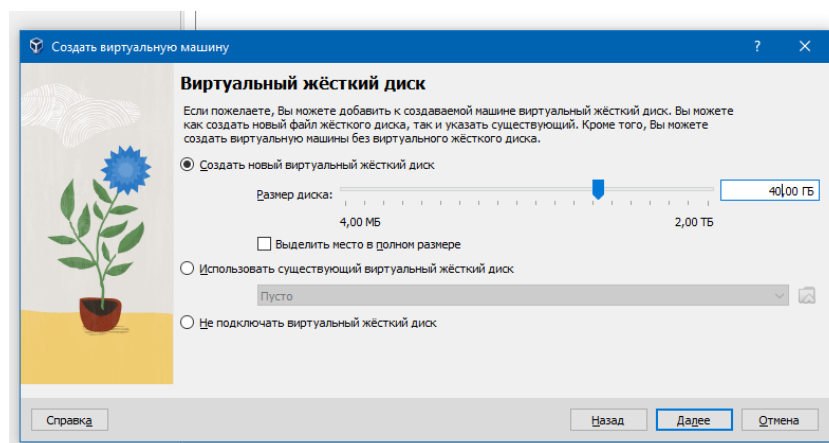 Создать виртуальную машину
?
Виртуальный жёсткий диск
Если пожелаете, Вы можете добавить к создаваемой машине виртуальный жёсткий диск. Вы можете
как создать новый файл жёсткого диска, так и указать существующий. Кроме того, Вы можете
создать виртуальную машины без виртуального жёсткого диска.
Создать новый виртуальный жёсткий диск
Размер диска:
40,00 ГБ
4,00 МБ
2,00 ТБ
Выделить место в полном размере
Использовать существующий виртуальный жёсткий диск
Пусто
Не подключать виртуальный жёсткий диск
Справка
Назад
Далее
Отмена